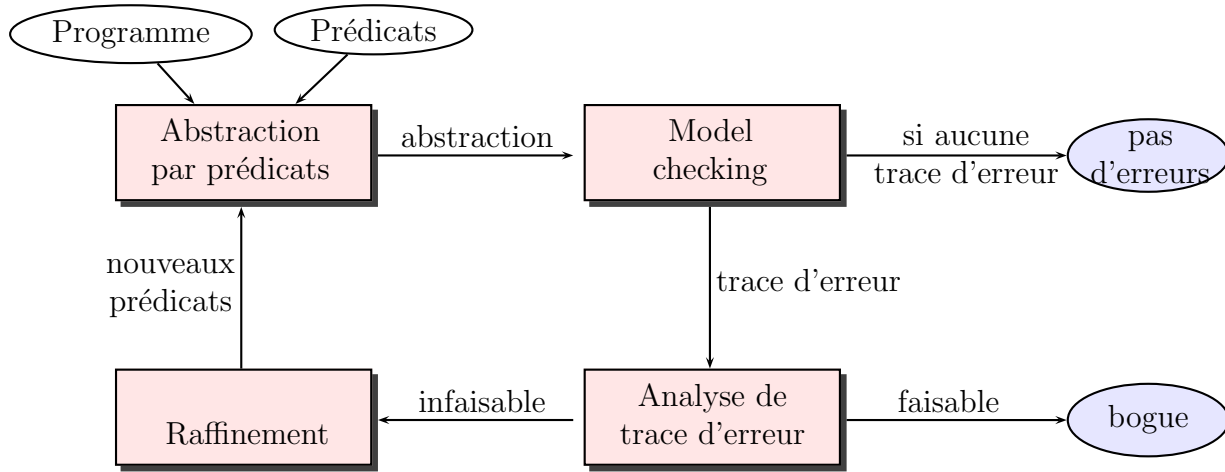 Programme
Prédicats
Abstraction
par prédicats
abstraction
Model
checking
si aucune
trace d'erreur
pas
d'erreurs
nouveaux
prédicats
trace d'erreur
Raffinement
infaisable
Analyse de
trace d'erreur
faisable
bogue